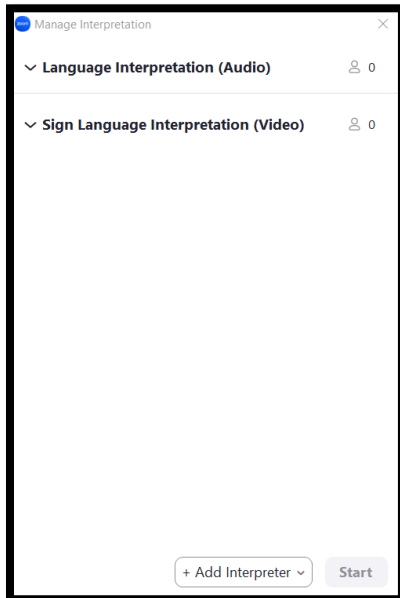 zoom Manage Interpretation
Language Interpretation (Audio) 0
Sign Language Interpretation (Video) 0
+ Add Interpreter Start